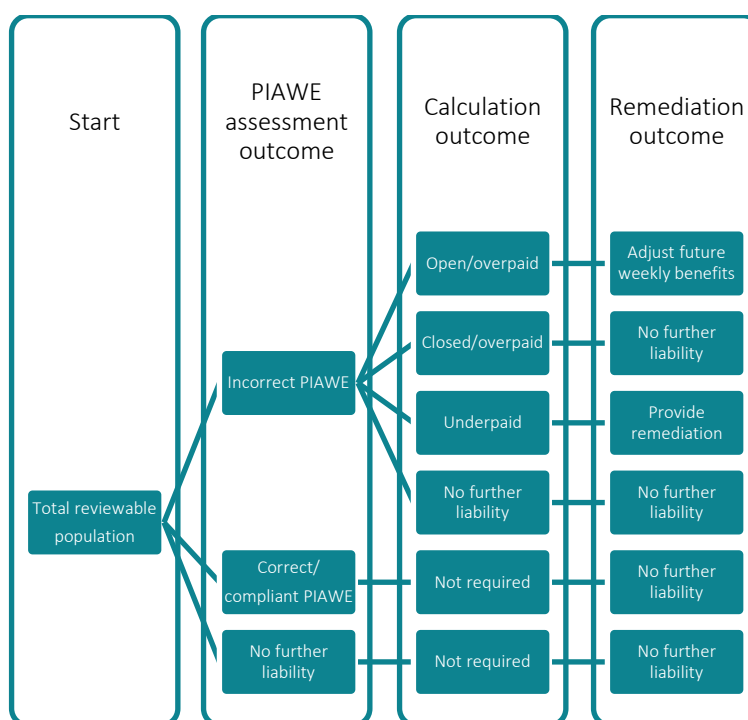 Start
PIAWE
assessment
outcome
Calculation
outcome
Remediation
outcome
Open/overpaid
Adjust future
weekly benefits
Closed/overpaid
No further
liability
Incorrect PIAWE
Underpaid
Provide
remediation
Total reviewable
population
No further
liability
No further
liability
Correct/
compliant PIAWE
Not required
No further
liability
No further
liability
Not required
No further
liability